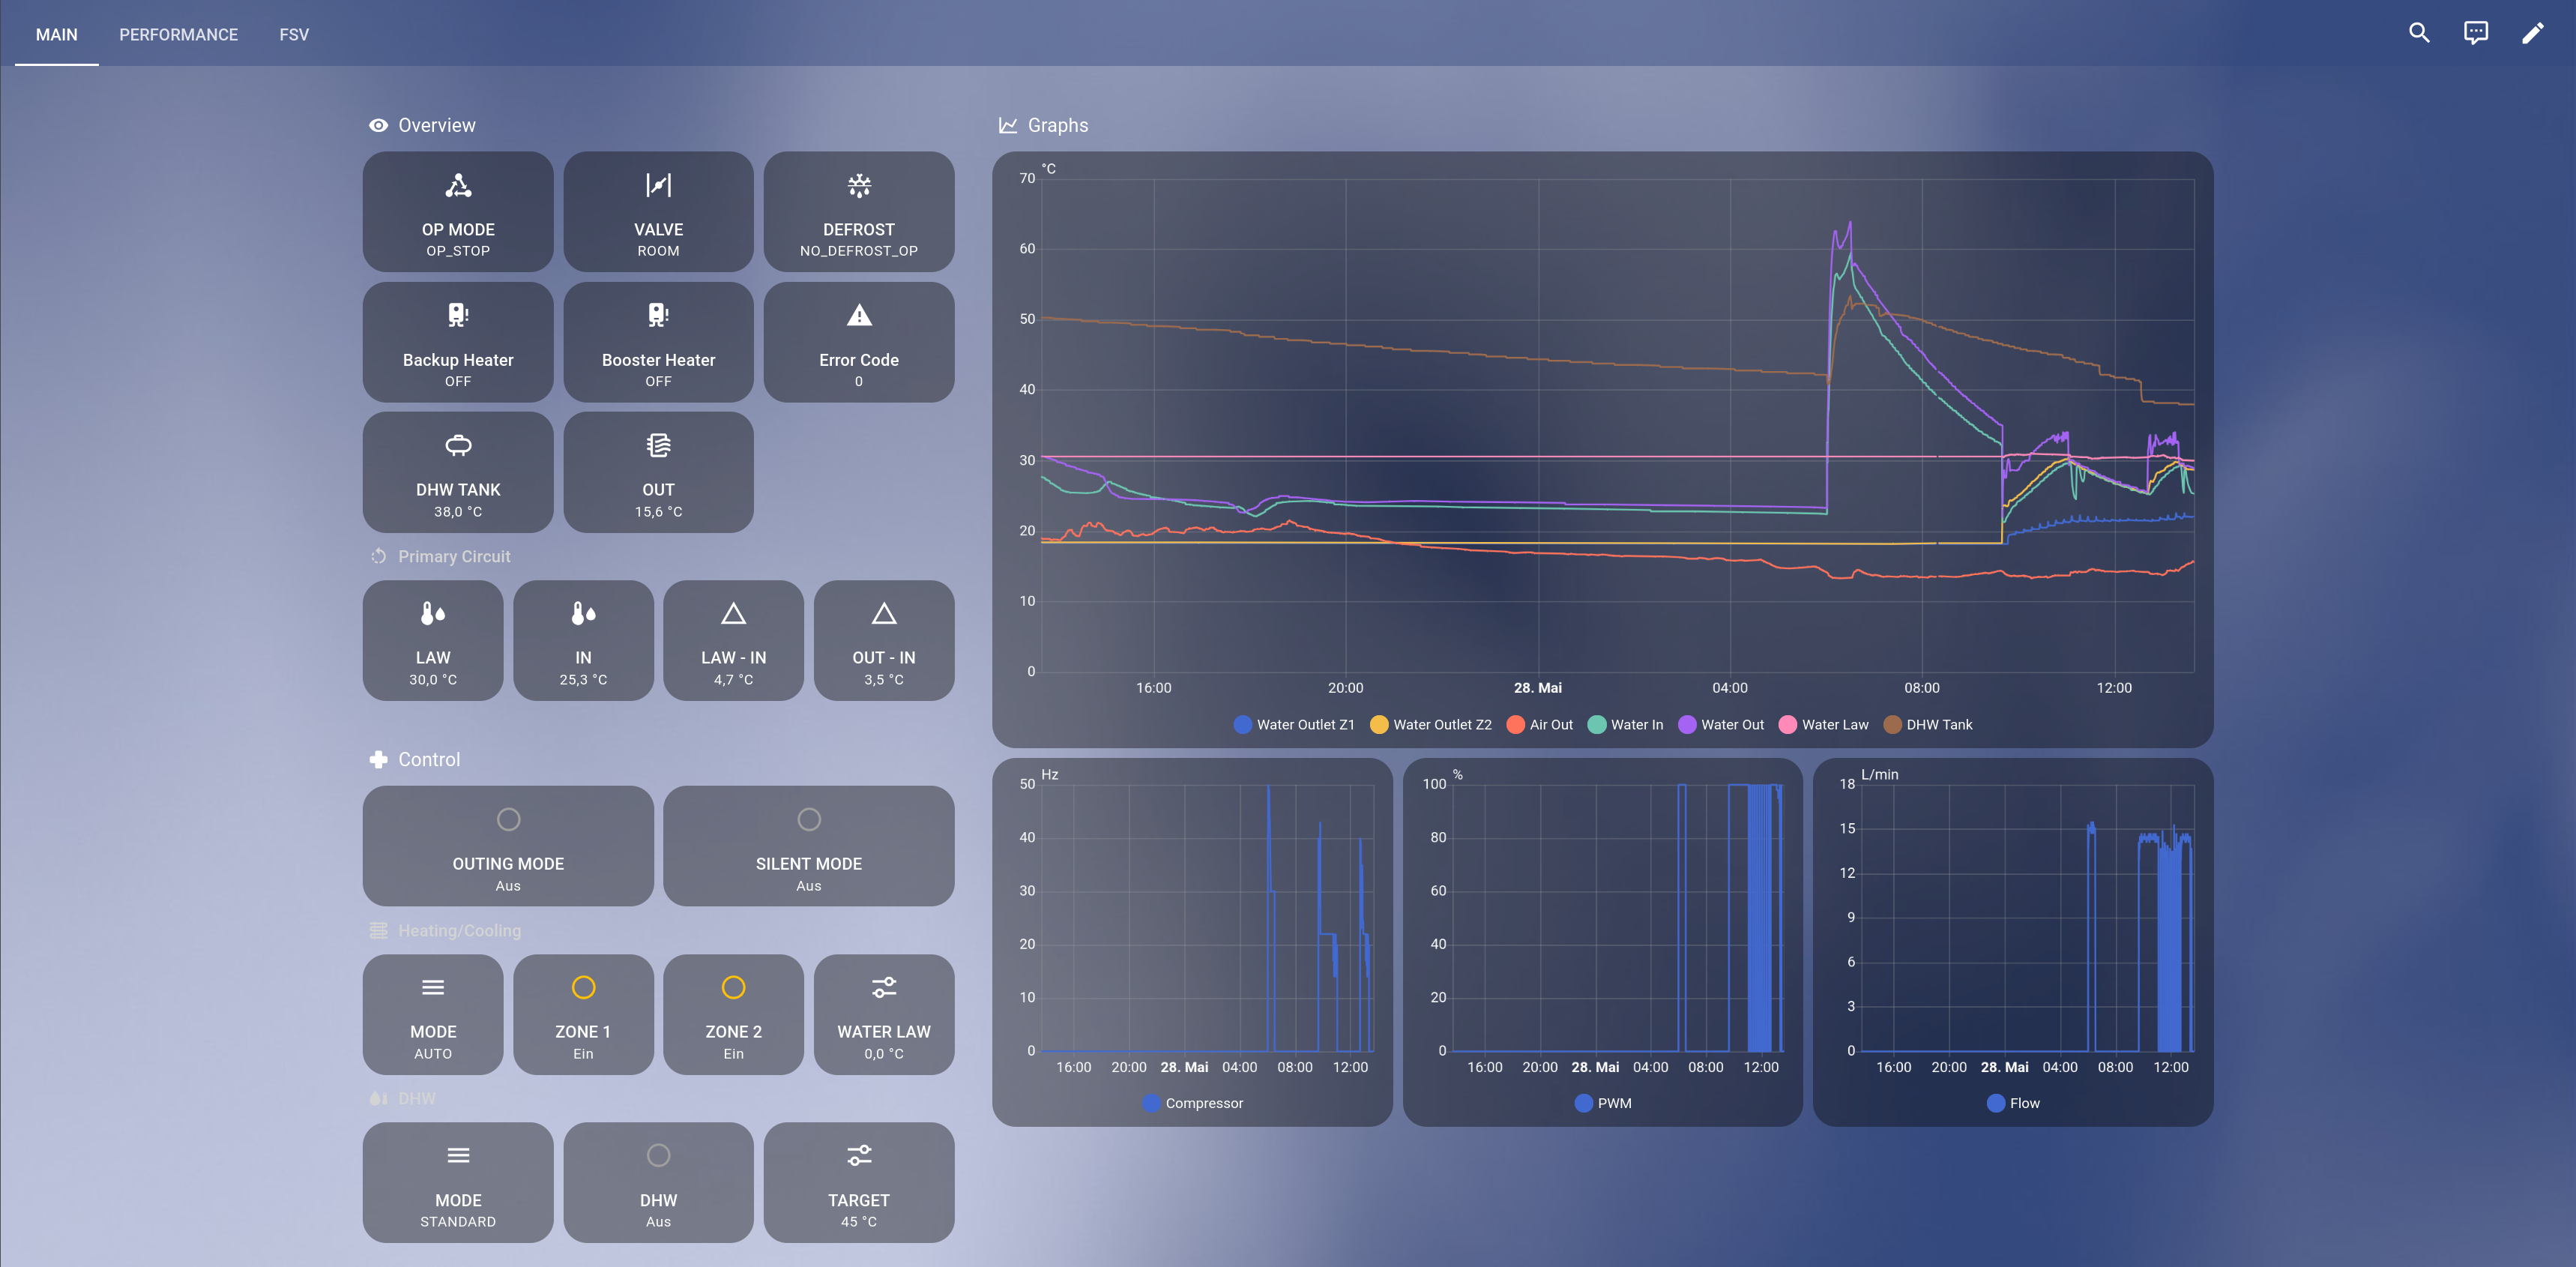 MAIN PERFORMANCE FSV
Overview
OP MODE
OP_STOP
VALVE
ROOM
DEFROST
NO_DEFROST_OP
Backup Heater
OFF
Booster Heater
OFF
Error Code
0
DHW TANK
38,0 °C
OUT
15,6 °C
Primary Circuit
LAW
30,0 °C
IN
25,3 °C
LAW - IN
4,7 °C
OUT - IN
3,5 °C
Control
OUTING MODE
Aus
SILENT MODE
Aus
Heating/Cooling
MODE
AUTO
ZONE 1
Ein
ZONE 2
Ein
WATER LAW
0,0 °C
DHW
MODE
STANDARD
DHW
Aus
TARGET
45 °C
Graphs
°C
70
60
50
40
30
20
10
0
16:00 20:00 28. Mai 04:00 08:00 12:00
Water Outlet Z1 Water Outlet Z2 Air Out Water In Water Out Water Law DHW Tank
Hz
50
40
30
20
10
0
16:00 20:00 28. Mai 04:00 08:00 12:00
Compressor
%
100
80
60
40
20
0
16:00 20:00 28. Mai 04:00 08:00 12:00
PWM
L/min
18
15
12
9
6
3
0
16:00 20:00 28. Mai 04:00 08:00 12:00
Flow